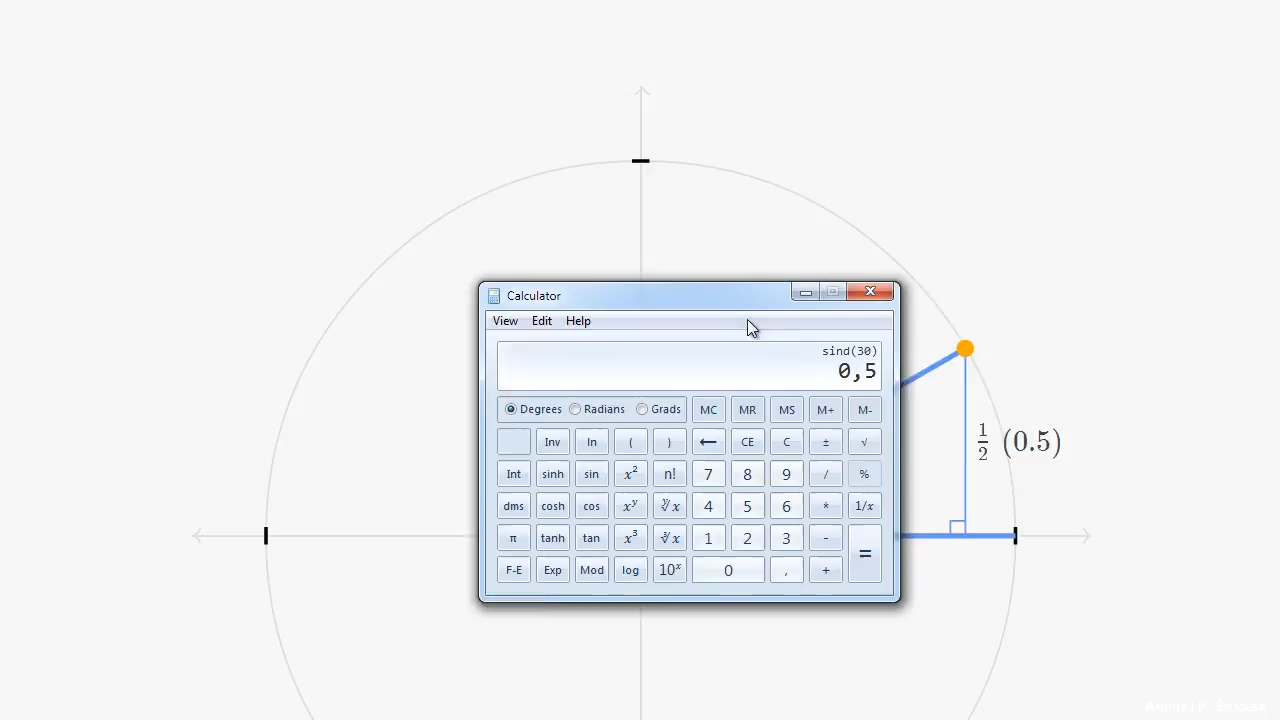 Calculator
View Edit Help
sind(30)
0,5
Degrees Radians Grads MC MR MS M+ M-
Inv ln ( ) ← CE C ± √
Int sinh sin x² n! 7 8 9 / %
dms cosh cos xʸ ʸ√x 4 5 6 * 1/x
π tanh tan x³ ³√x 1 2 3 - =
F-E Exp Mod log 10ˣ 0 , +
1/2 (0.5)